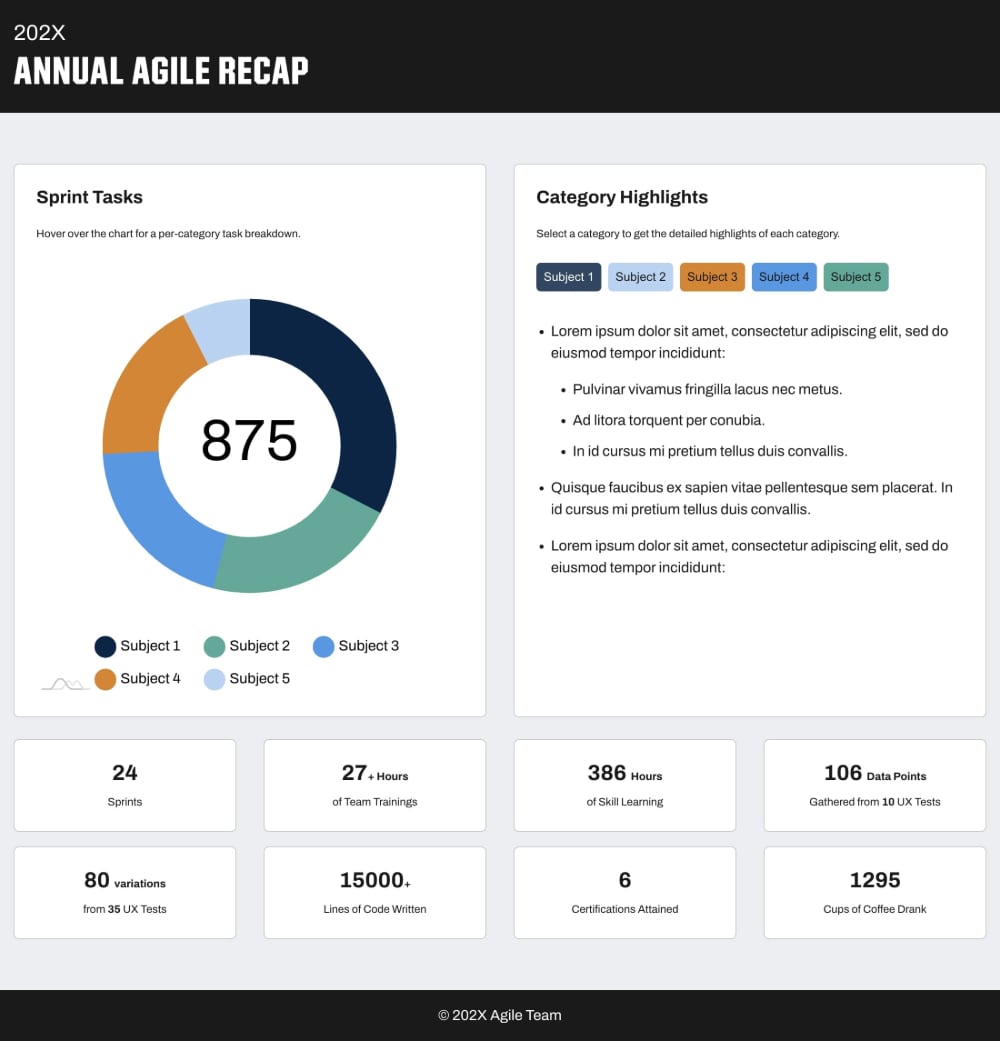 202X
ANNUAL AGILE RECAP
Sprint Tasks
Hover over the chart for a per-category task breakdown.
875
Subject 1 Subject 2 Subject 3
Subject 4 Subject 5
Category Highlights
Select a category to get the detailed highlights of each category.
Subject 1 Subject 2 Subject 3 Subject 4 Subject 5
• Lorem ipsum dolor sit amet, consectetur adipiscing elit, sed do
eiusmod tempor incididunt:
• Pulvinar vivamus fringilla lacus nec metus.
• Ad litora torquent per conubia.
• In id cursus mi pretium tellus duis convallis.
• Quisque faucibus ex sapien vitae pellentesque sem placerat. In
id cursus mi pretium tellus duis convallis.
• Lorem ipsum dolor sit amet, consectetur adipiscing elit, sed do
eiusmod tempor incididunt:
24
Sprints
27+ Hours
of Team Trainings
386 Hours
of Skill Learning
106 Data Points
Gathered from 10 UX Tests
80 variations
from 35 UX Tests
15000+
Lines of Code Written
6
Certifications Attained
1295
Cups of Coffee Drank
© 202X Agile Team